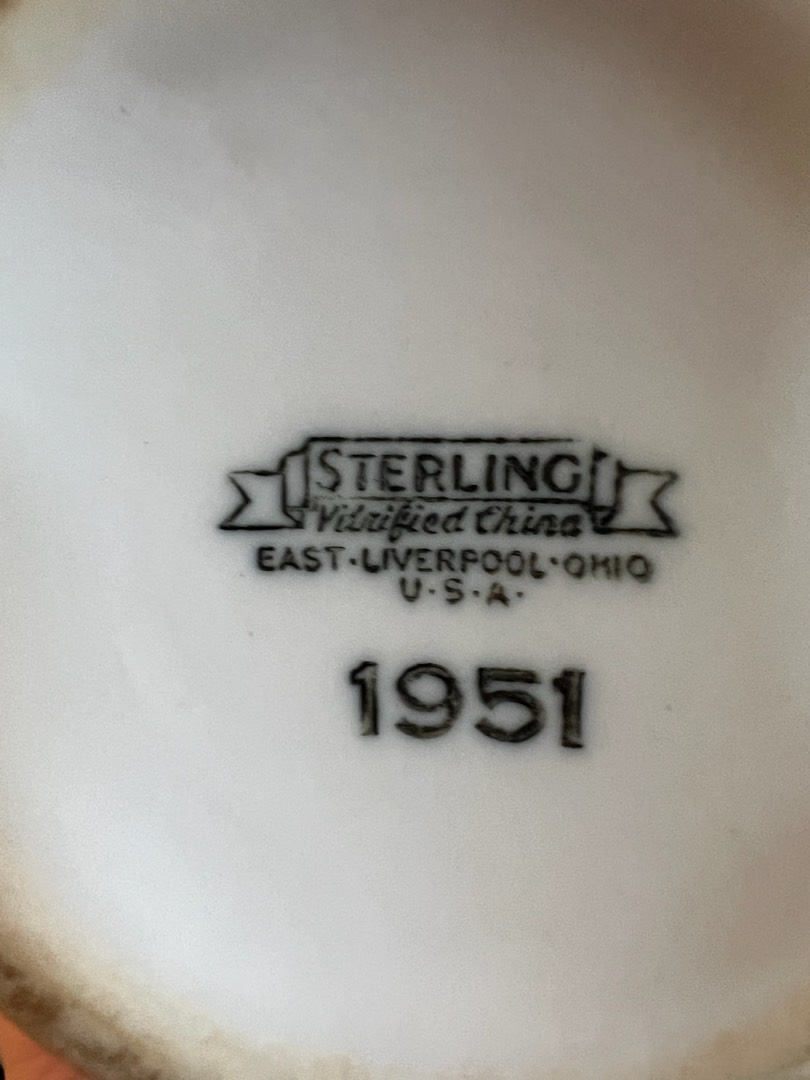 STERLING
Vitrified China
EAST·LIVERPOOL·OHIO
U·S·A·
1951